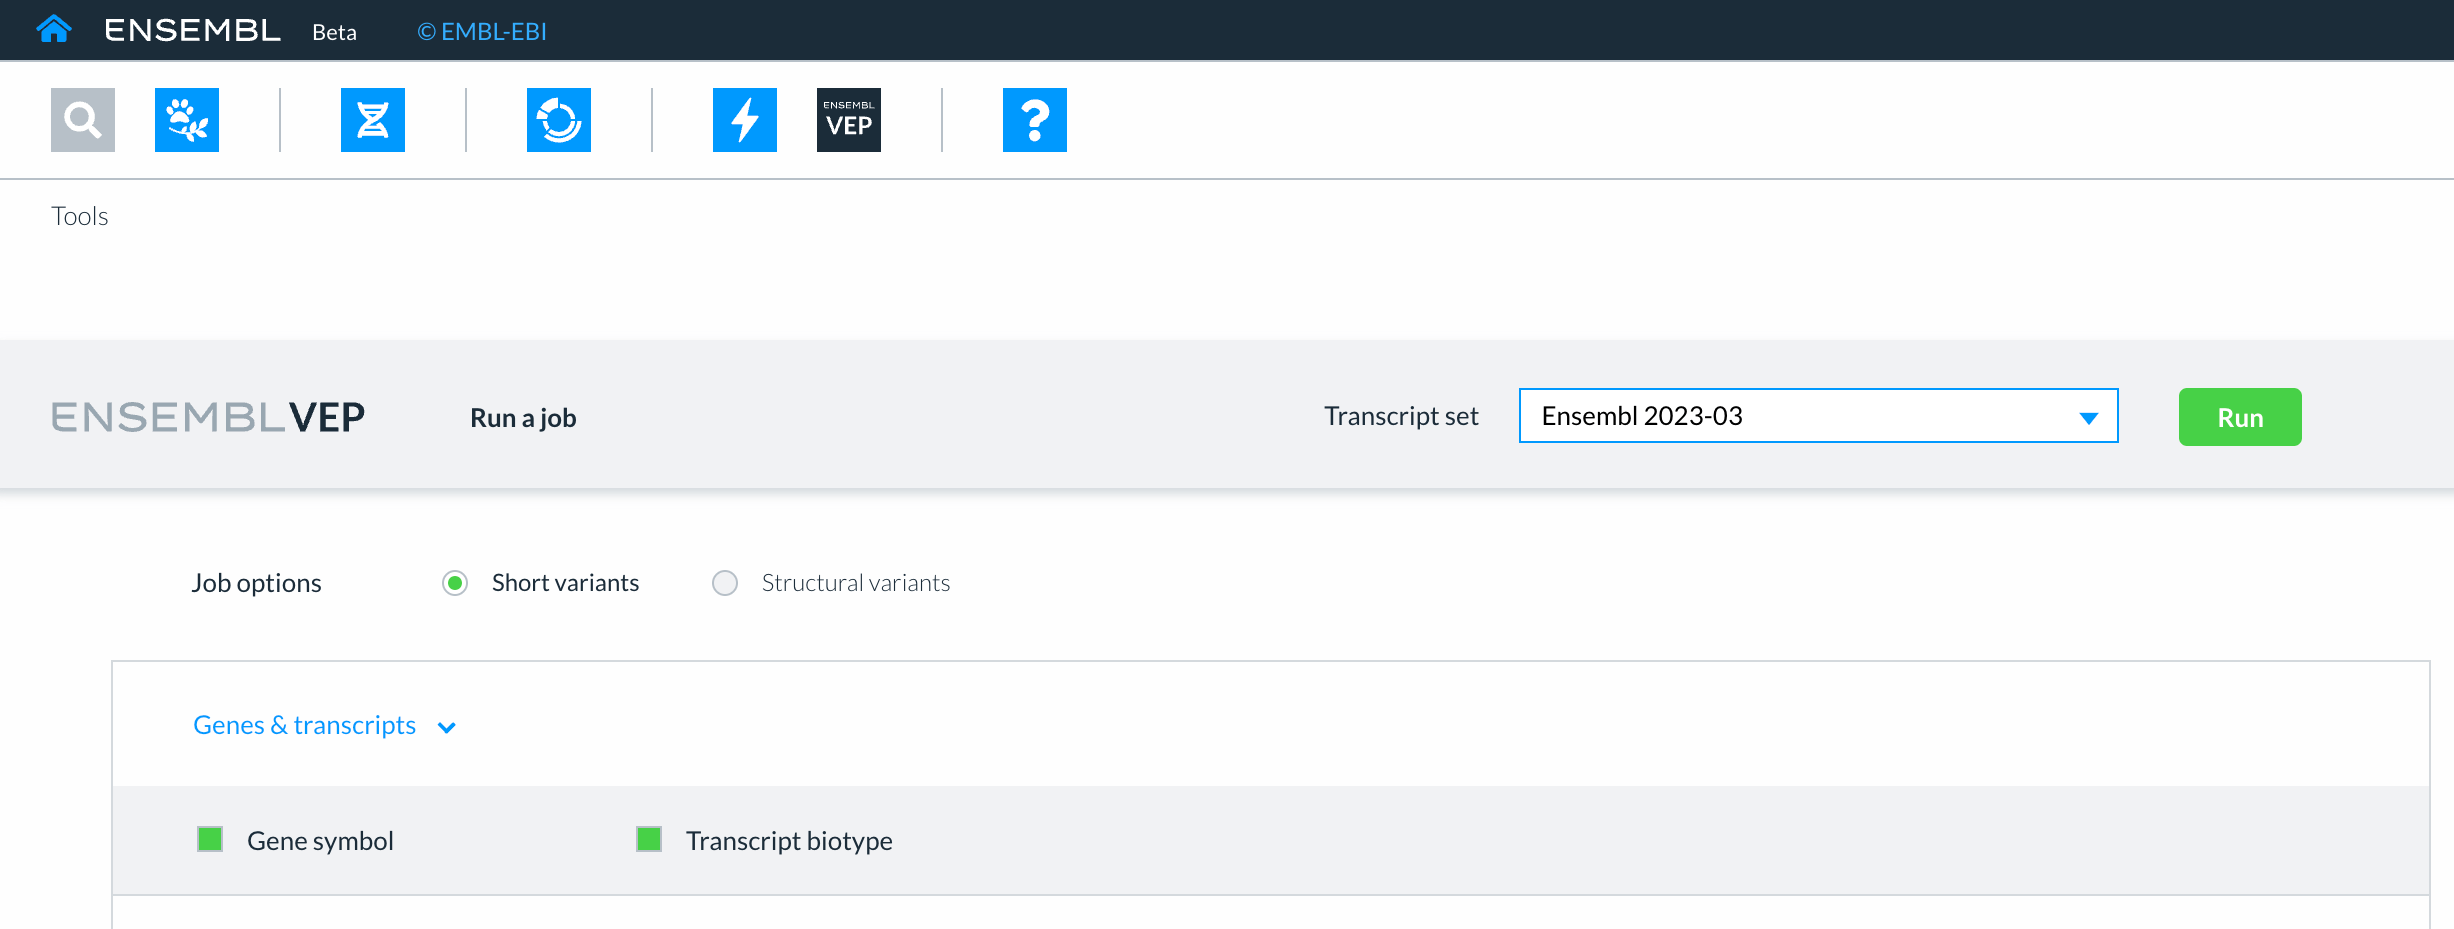 ENSEMBL Beta © EMBL-EBI
ENSEMBL
VEP
?
Tools
ENSEMBLVEP Run a job Transcript set Ensembl 2023-03 Run
Job options Short variants Structural variants
Genes & transcripts
Gene symbol Transcript biotype